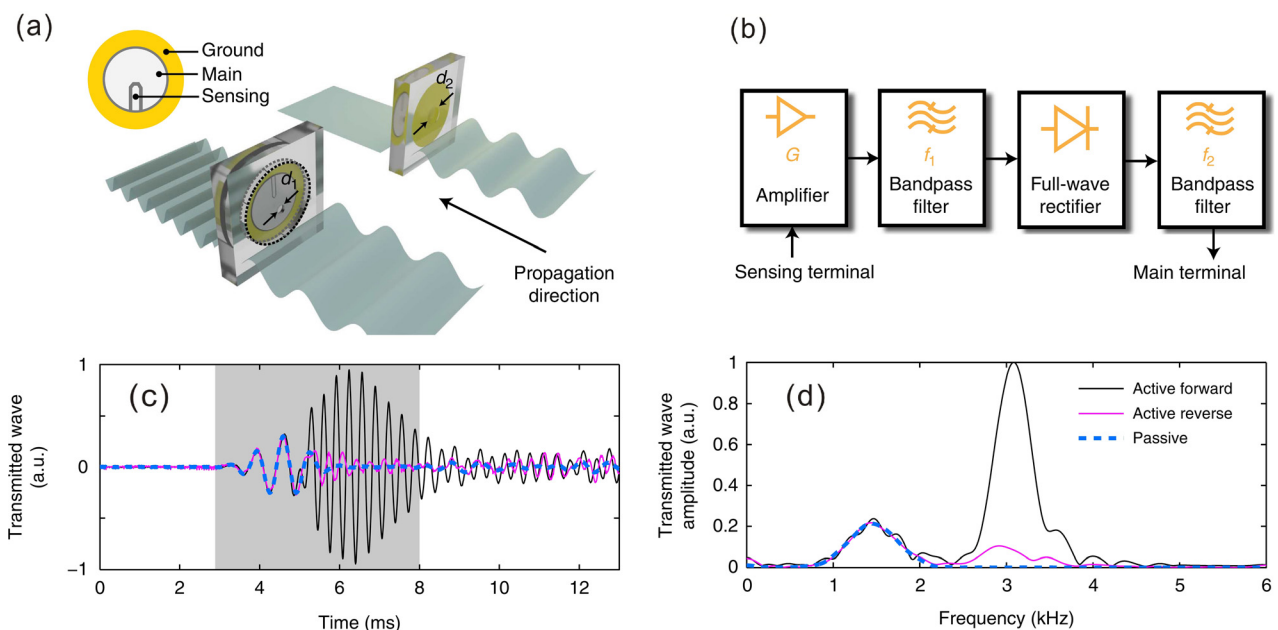 (a)
Ground
Main
Sensing
d₁
d₂
Propagation
direction
(b)
G
Amplifier
f₁
Bandpass
filter
Full-wave
rectifier
f₂
Bandpass
filter
Sensing terminal
Main terminal
(c)
Transmitted wave
(a.u.)
1
0
−1
0
2
4
6
8
10
12
Time (ms)
(d)
Transmitted wave
amplitude (a.u.)
1
0.8
0.6
0.4
0.2
0
Active forward
Active reverse
Passive
0
1
2
3
4
5
6
Frequency (kHz)